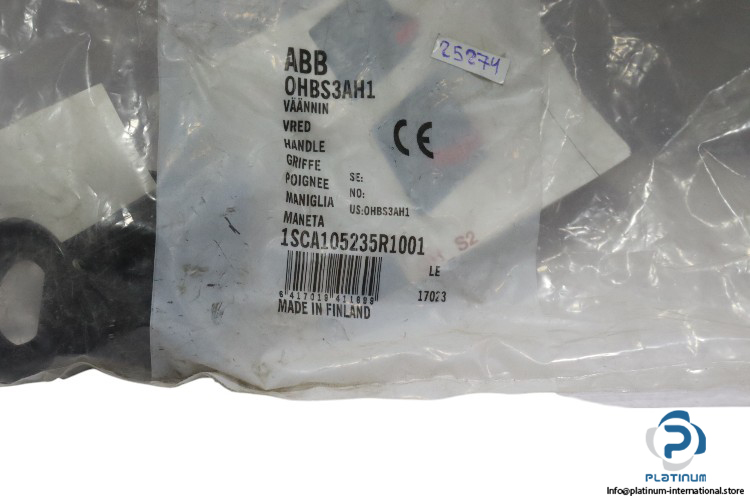 ABB
OHBS3AH1
VÄÄNNIN
VRED
HANDLE
GRIFFE
POIGNEE
MANIGLIA
MANETA
SE:
NO:
US:OHBS3AH1
1SCA105235R1001
CE
25274
S2
LE
17023
MADE IN FINLAND
PLATINUM
Info@platinum-international.store